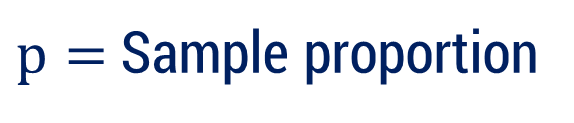 p = Sample proportion